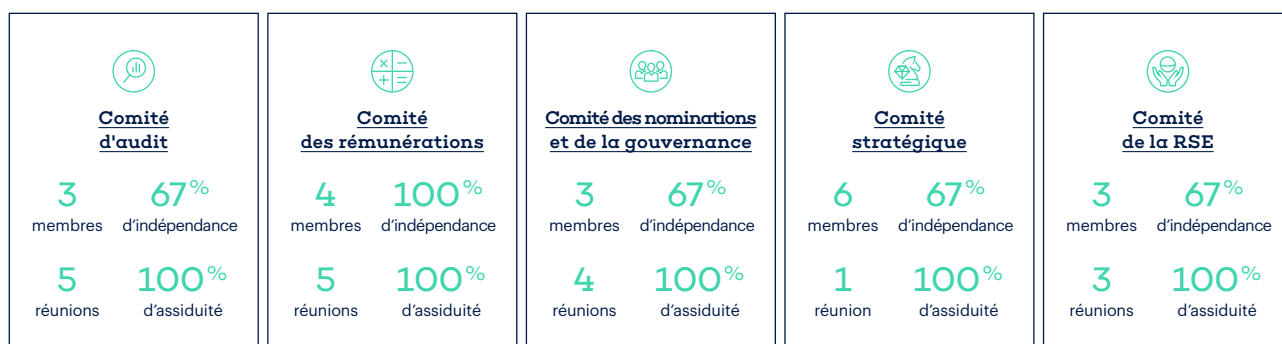 Comité
d'audit
3
67%
membres
d’indépendance
5
100%
réunions
d’assiduité
Comité
des rémunérations
4
100%
membres
d’indépendance
5
100%
réunions
d’assiduité
Comité des nominations
et de la gouvernance
3
67%
membres
d’indépendance
4
100%
réunions
d’assiduité
Comité
stratégique
6
67%
membres
d’indépendance
1
100%
réunion
d’assiduité
Comité
de la RSE
3
67%
membres
d’indépendance
3
100%
réunions
d’assiduité